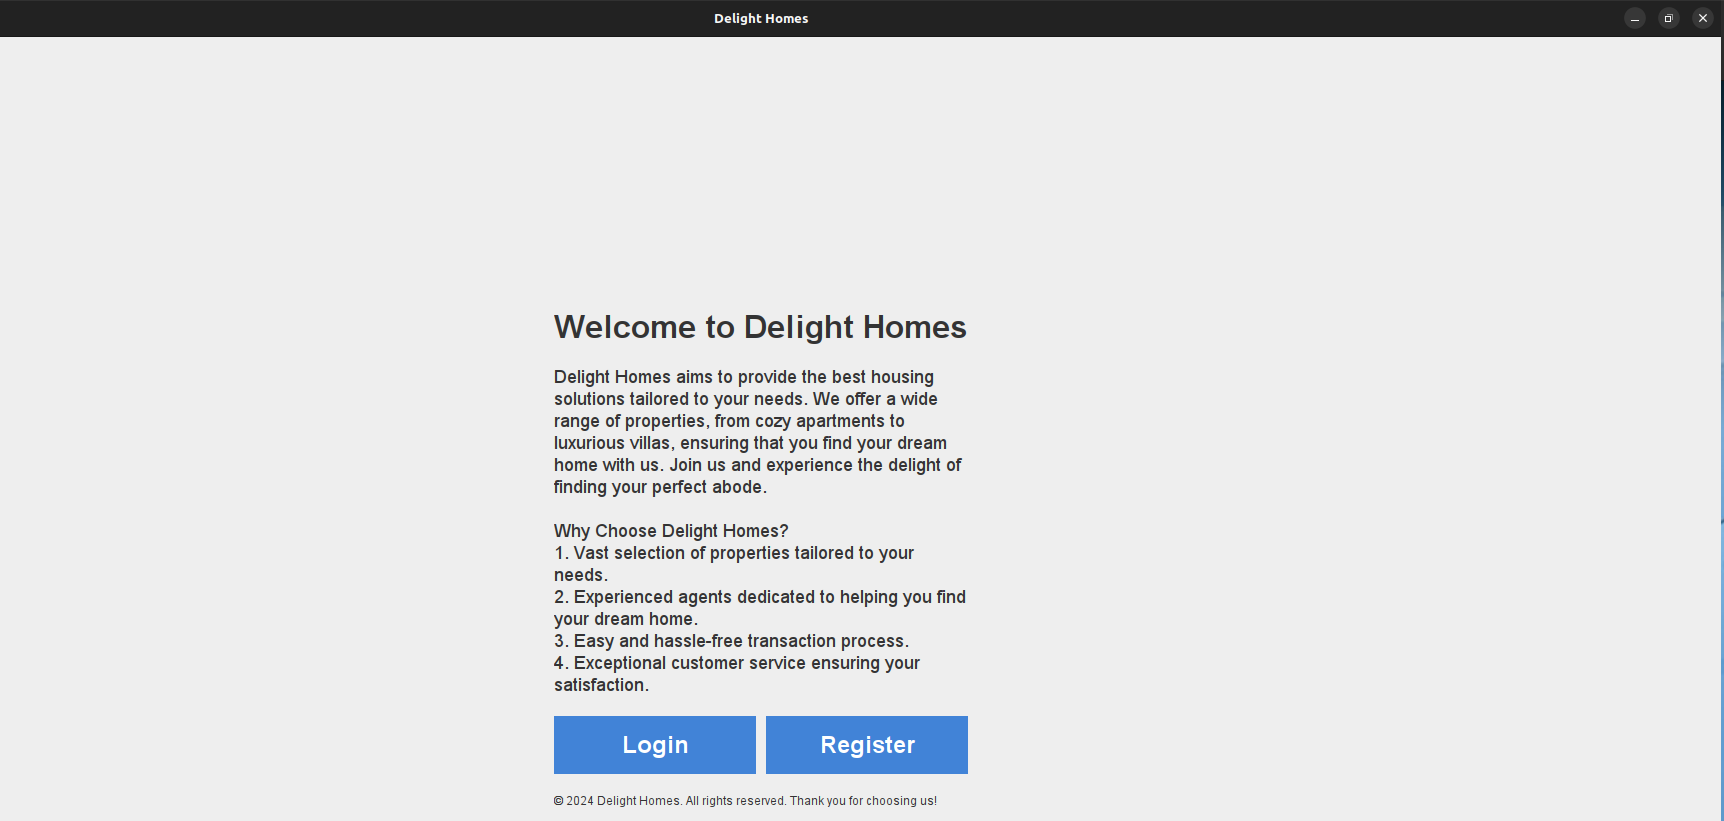 Delight Homes
Welcome to Delight Homes
Delight Homes aims to provide the best housing
solutions tailored to your needs. We offer a wide
range of properties, from cozy apartments to
luxurious villas, ensuring that you find your dream
home with us. Join us and experience the delight of
finding your perfect abode.
Why Choose Delight Homes?
1. Vast selection of properties tailored to your
needs.
2. Experienced agents dedicated to helping you find
your dream home.
3. Easy and hassle-free transaction process.
4. Exceptional customer service ensuring your
satisfaction.
Login Register
© 2024 Delight Homes. All rights reserved. Thank you for choosing us!